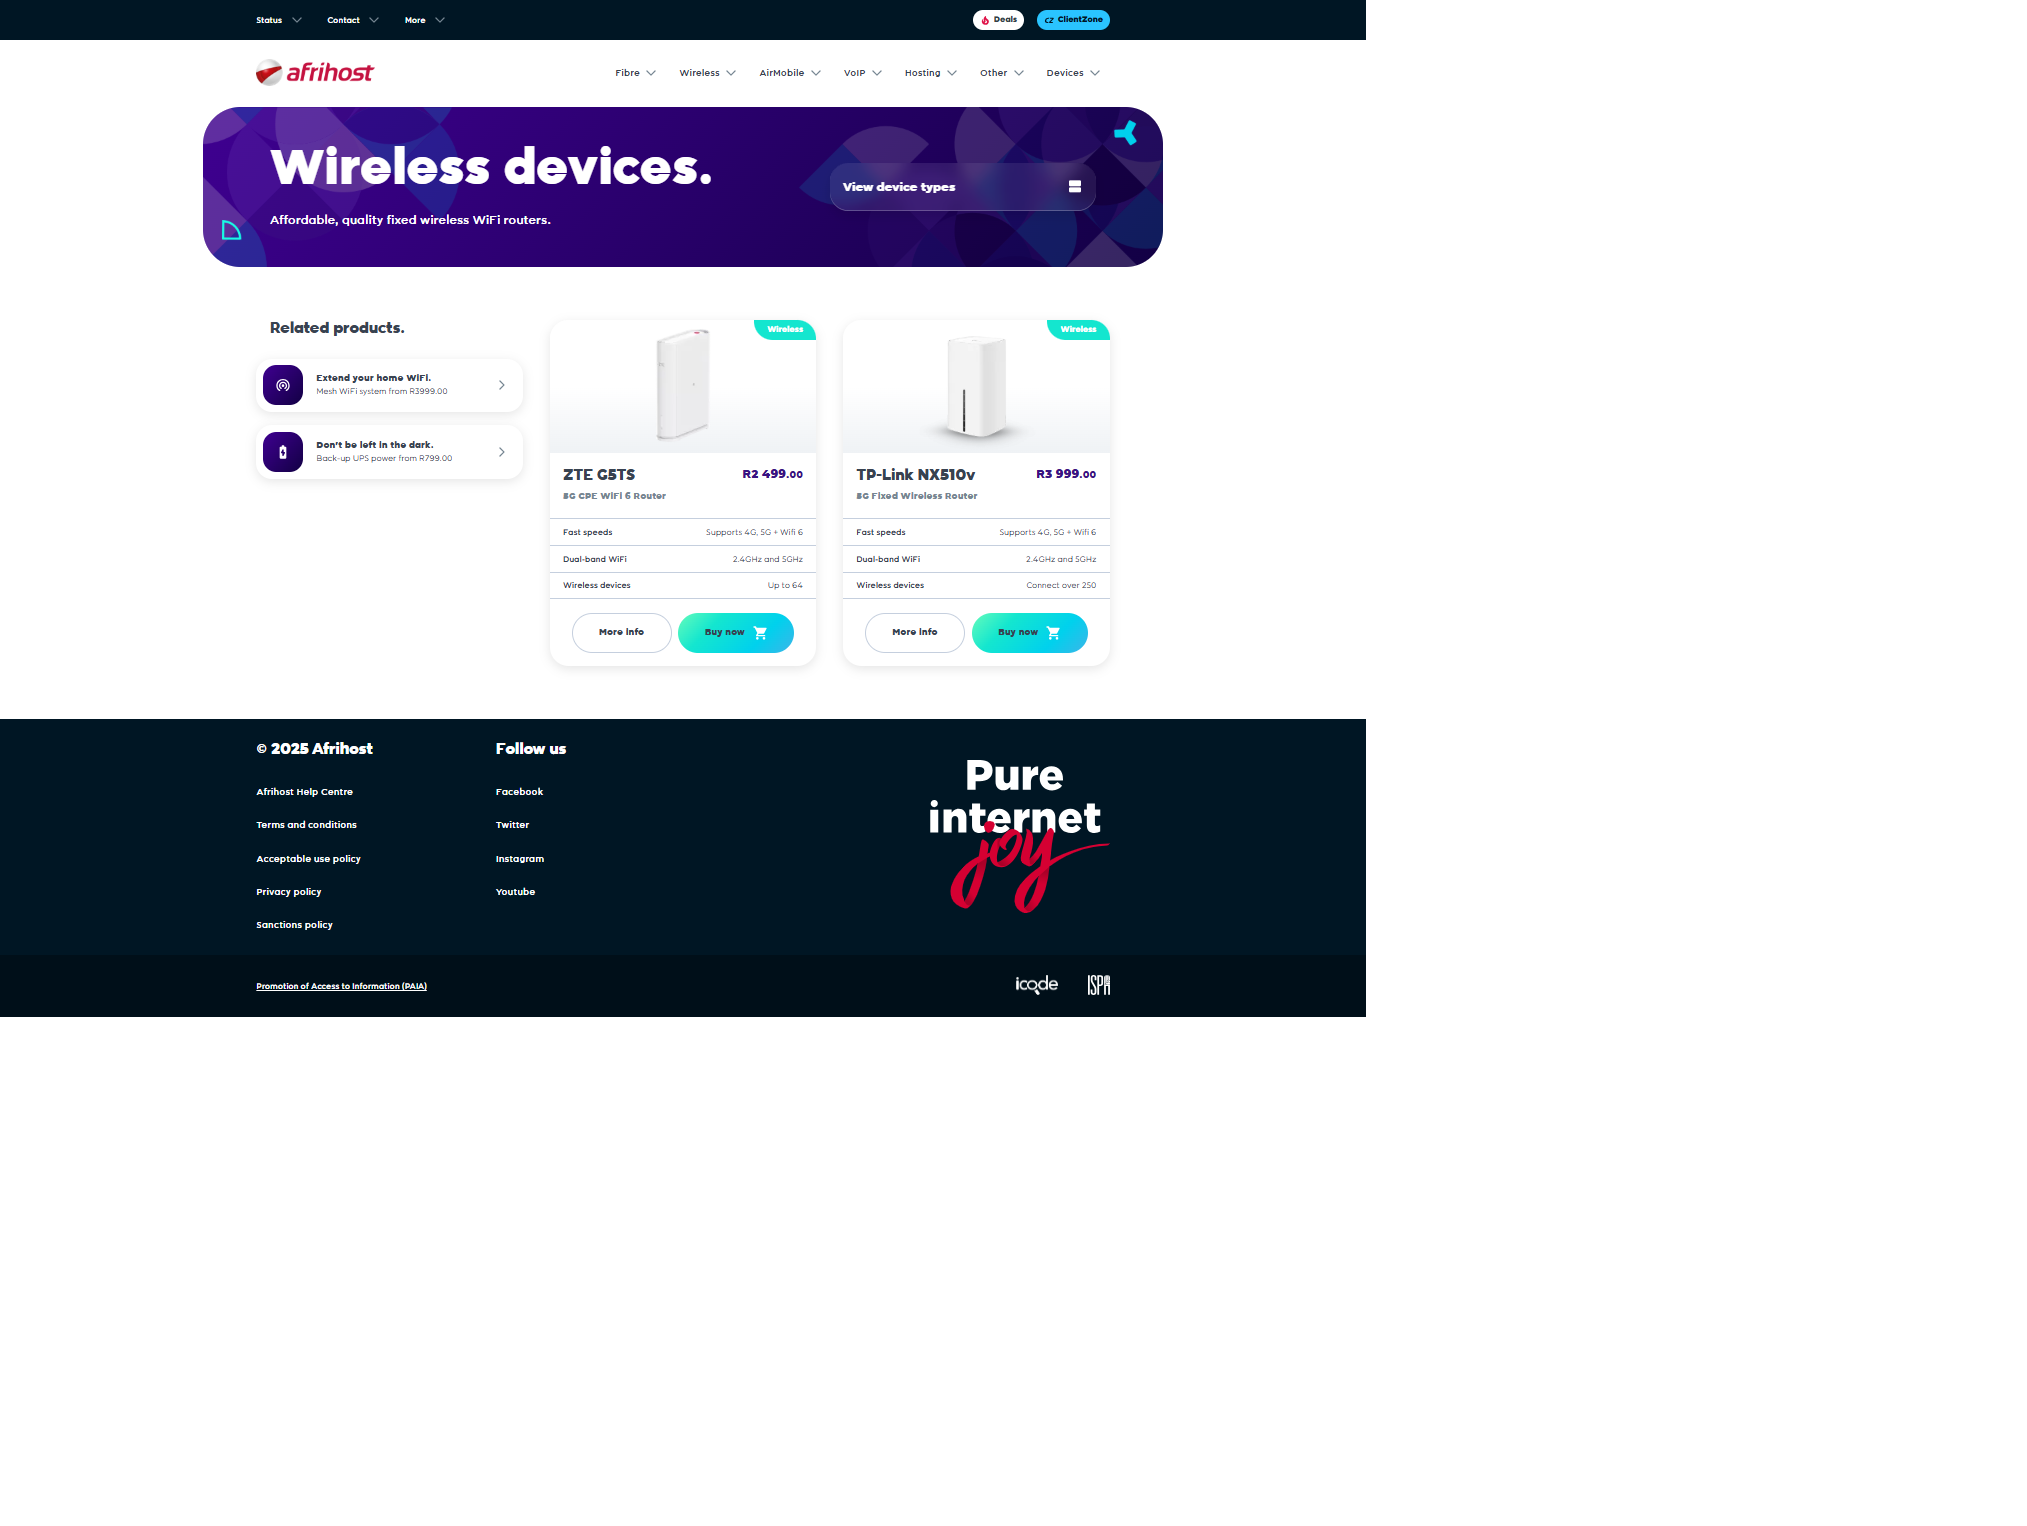 Status
Contact
More
Deals
CZ ClientZone
afrihost
Fibre
Wireless
AirMobile
VoIP
Hosting
Other
Devices
Wireless devices.
Affordable, quality fixed wireless WiFi routers.
View device types
Related products.
Extend your home WiFi.
Mesh WiFi system from R3999.00
Don't be left in the dark.
Back-up UPS power from R799.00
Wireless
ZTE G5TS
R2 499.00
5G CPE WiFi 6 Router
Fast speeds
Supports 4G, 5G + Wifi 6
Dual-band WiFi
2.4GHz and 5GHz
Wireless devices
Up to 64
More info
Buy now
Wireless
TP-Link NX510v
R3 999.00
5G Fixed Wireless Router
Fast speeds
Supports 4G, 5G + Wifi 6
Dual-band WiFi
2.4GHz and 5GHz
Wireless devices
Connect over 250
More info
Buy now
© 2025 Afrihost
Afrihost Help Centre
Terms and conditions
Acceptable use policy
Privacy policy
Sanctions policy
Follow us
Facebook
Twitter
Instagram
Youtube
Pure
internet
joy
Promotion of Access to Information (PAIA)
icode
ISPA